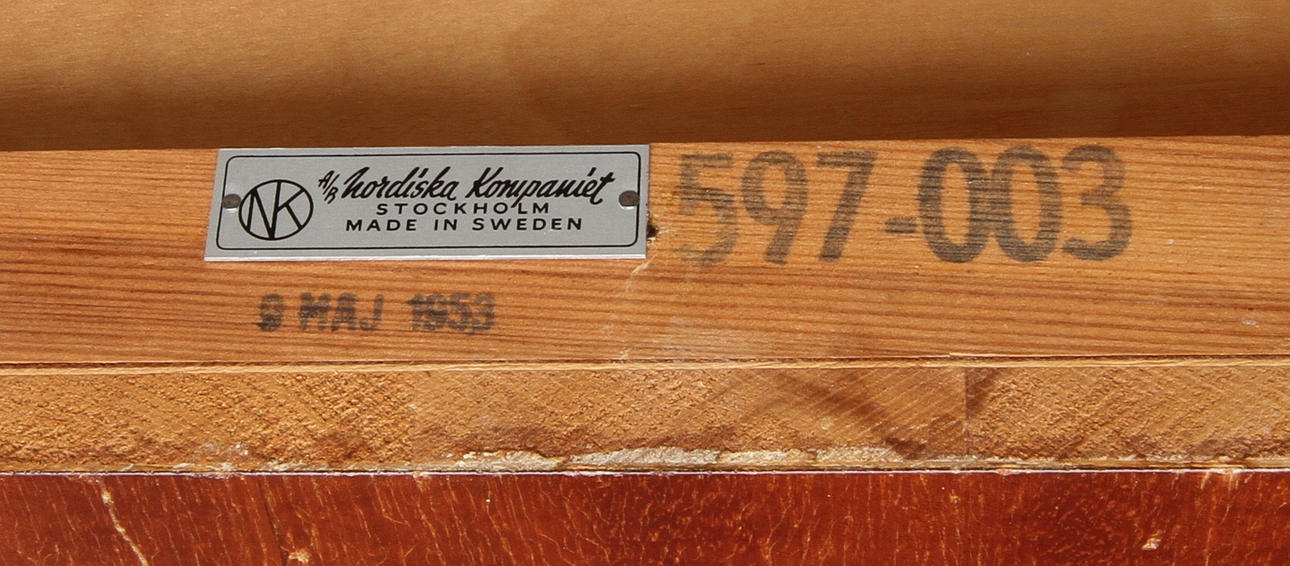 NK
A/B Nordiska Kompaniet
STOCKHOLM
MADE IN SWEDEN
597-003
9 MAJ 1953